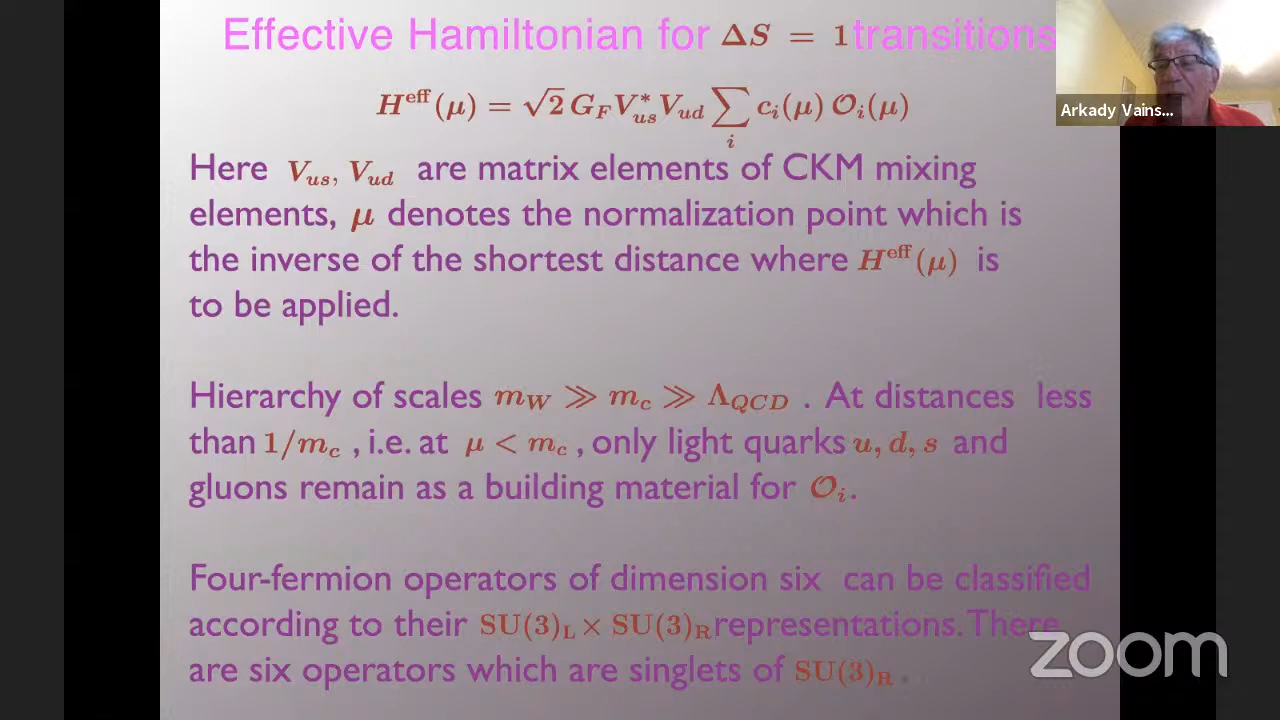 Effective Hamiltonian for ΔS = 1 transitions
H^eff(μ) = √2 G_F V*_us V_ud ∑_i c_i(μ) O_i(μ)
Arkady Vains...
Here V_us, V_ud are matrix elements of CKM mixing
elements, μ denotes the normalization point which is
the inverse of the shortest distance where H^eff(μ) is
to be applied.
Hierarchy of scales m_W ≫ m_c ≫ Λ_QCD . At distances less
than 1/m_c , i.e. at μ < m_c , only light quarks u, d, s and
gluons remain as a building material for O_i.
Four-fermion operators of dimension six can be classified
according to their SU(3)_L × SU(3)_R representations. There
are six operators which are singlets of SU(3)_R .
zoom